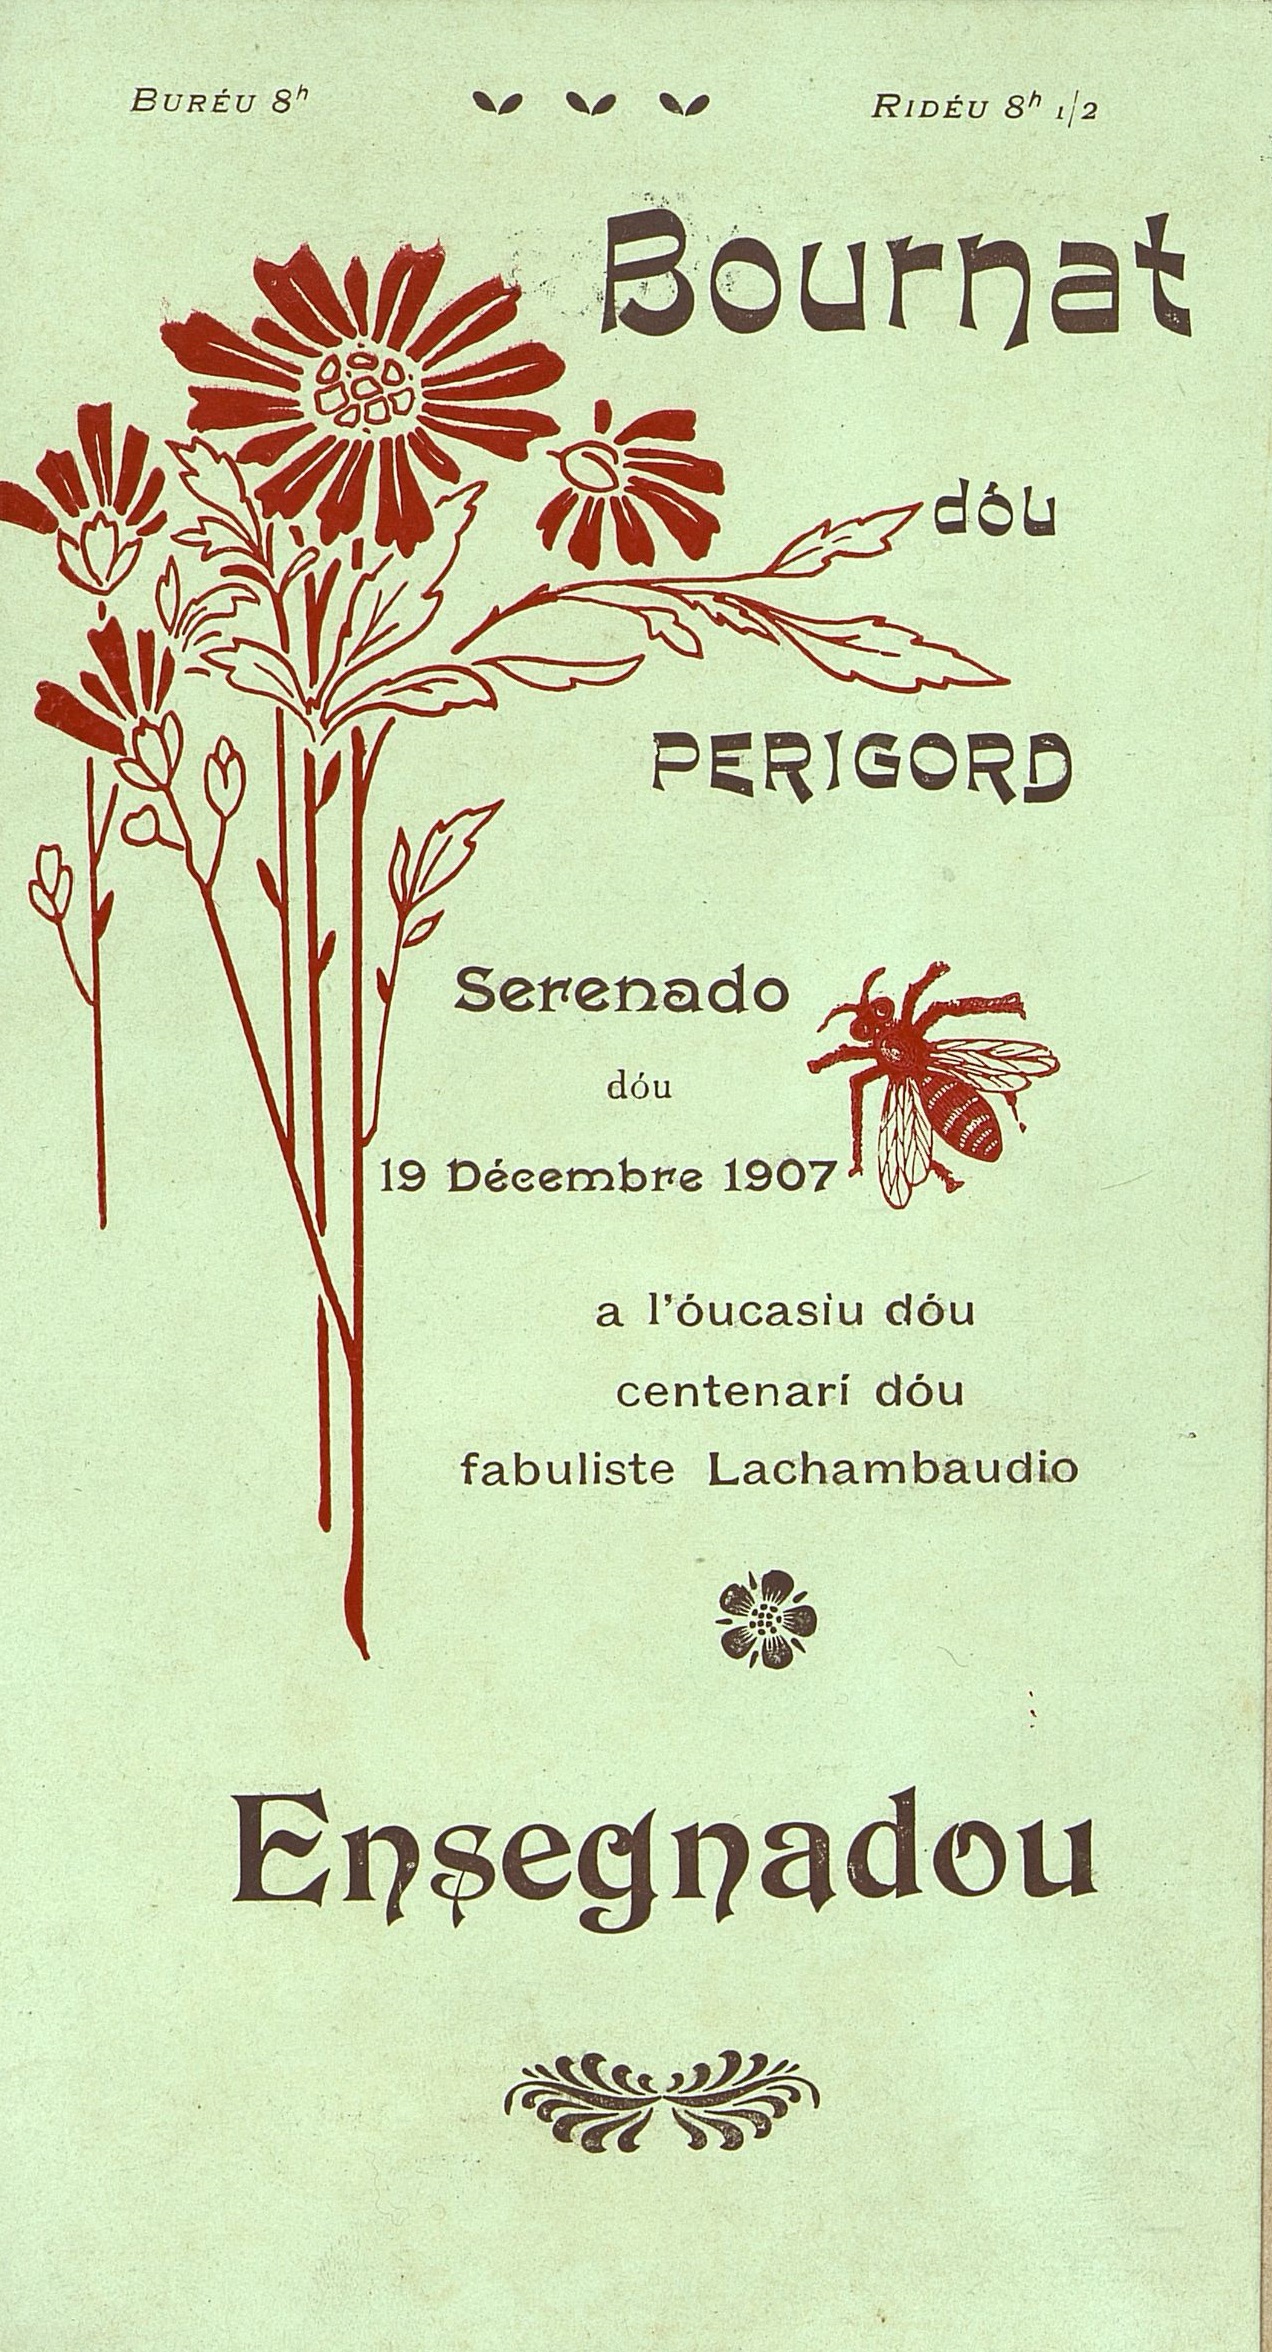 BURÉU 8h
RIDÉU 8h 1/2
Bournat
dóu
PERIGORD
Serenado
dóu
19 Décembre 1907
a l'óucasiu dóu
centenarí dóu
fabuliste Lachambaudio
Ensegnadou